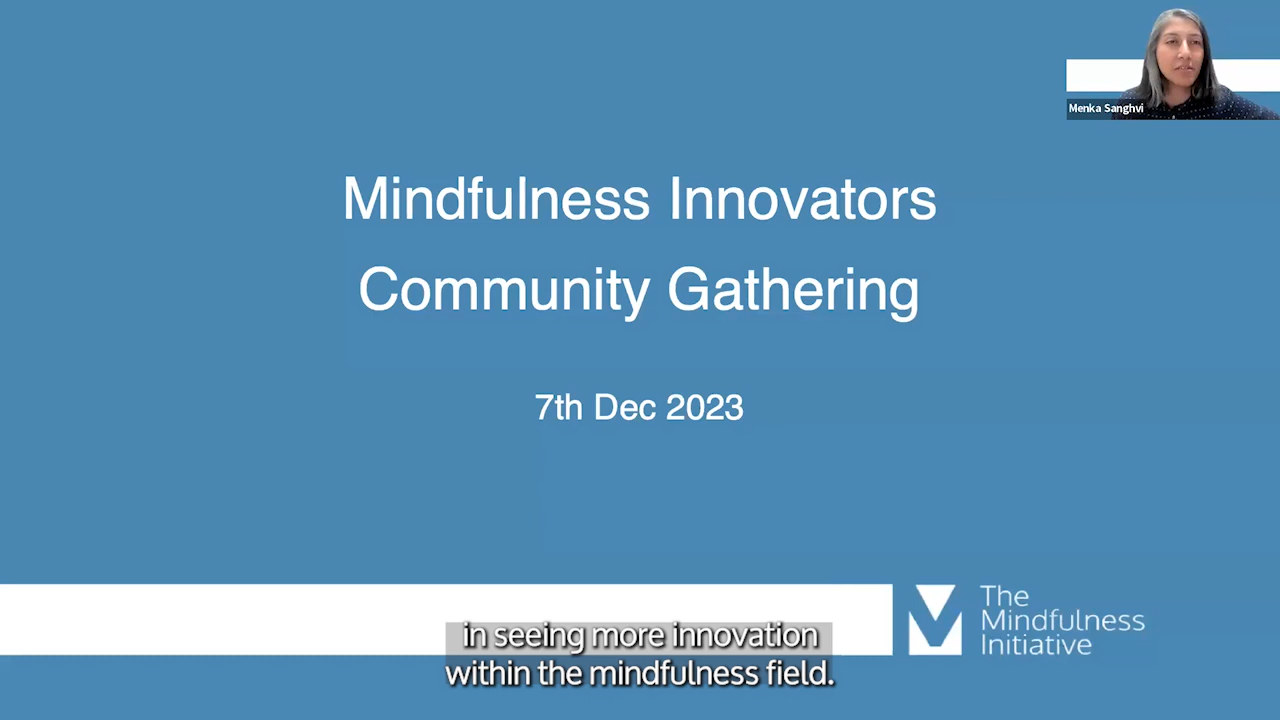 Menka Sanghvi
Mindfulness Innovators
Community Gathering
7th Dec 2023
The
Mindfulness
Initiative
in seeing more innovation
within the mindfulness field.